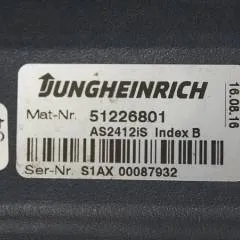 JUNGHEINRICH
Mat-Nr. 51226801
AS2412iS Index B
Ser-Nr. S1AX 00087932
16.08.16